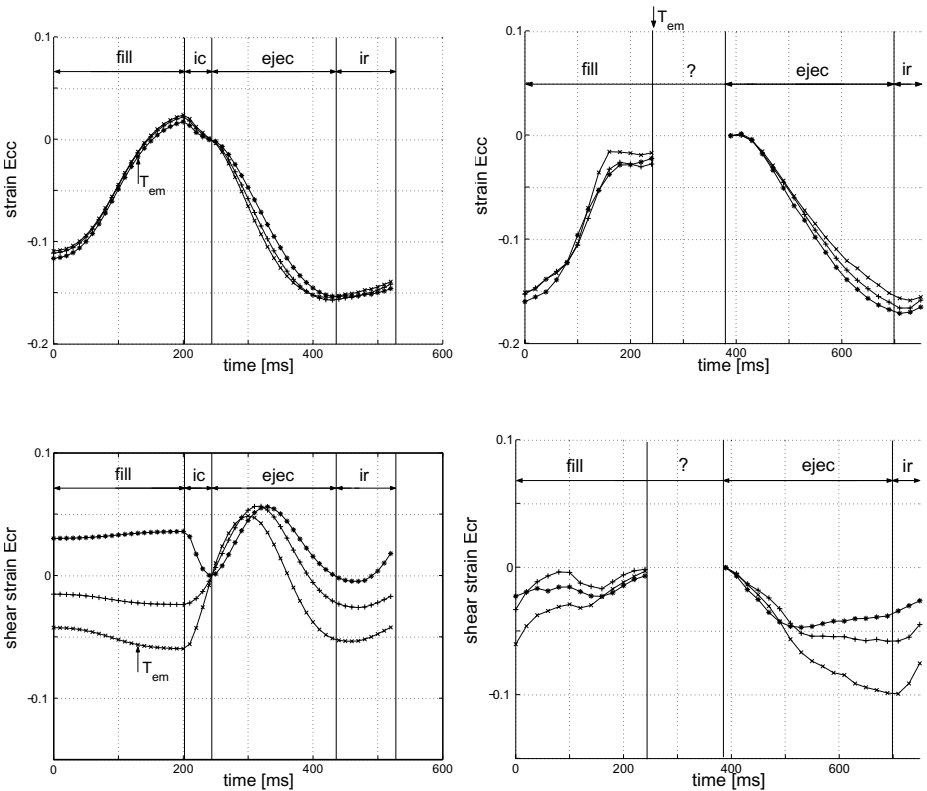 T_em
0.1
fill ic ejec ir
0
strain Ecc
T_em
−0.1
−0.2
0 200 400 600
time [ms]
0.1
fill ? ejec ir
0
strain Ecc
−0.1
−0.2
0 200 400 600
time [ms]
0.1
fill ic ejec ir
0
shear strain Ecr
T_em
−0.1
0 200 400 600
time [ms]
0.1
fill ? ejec ir
0
shear strain Ecr
−0.1
0 200 400 600
time [ms]